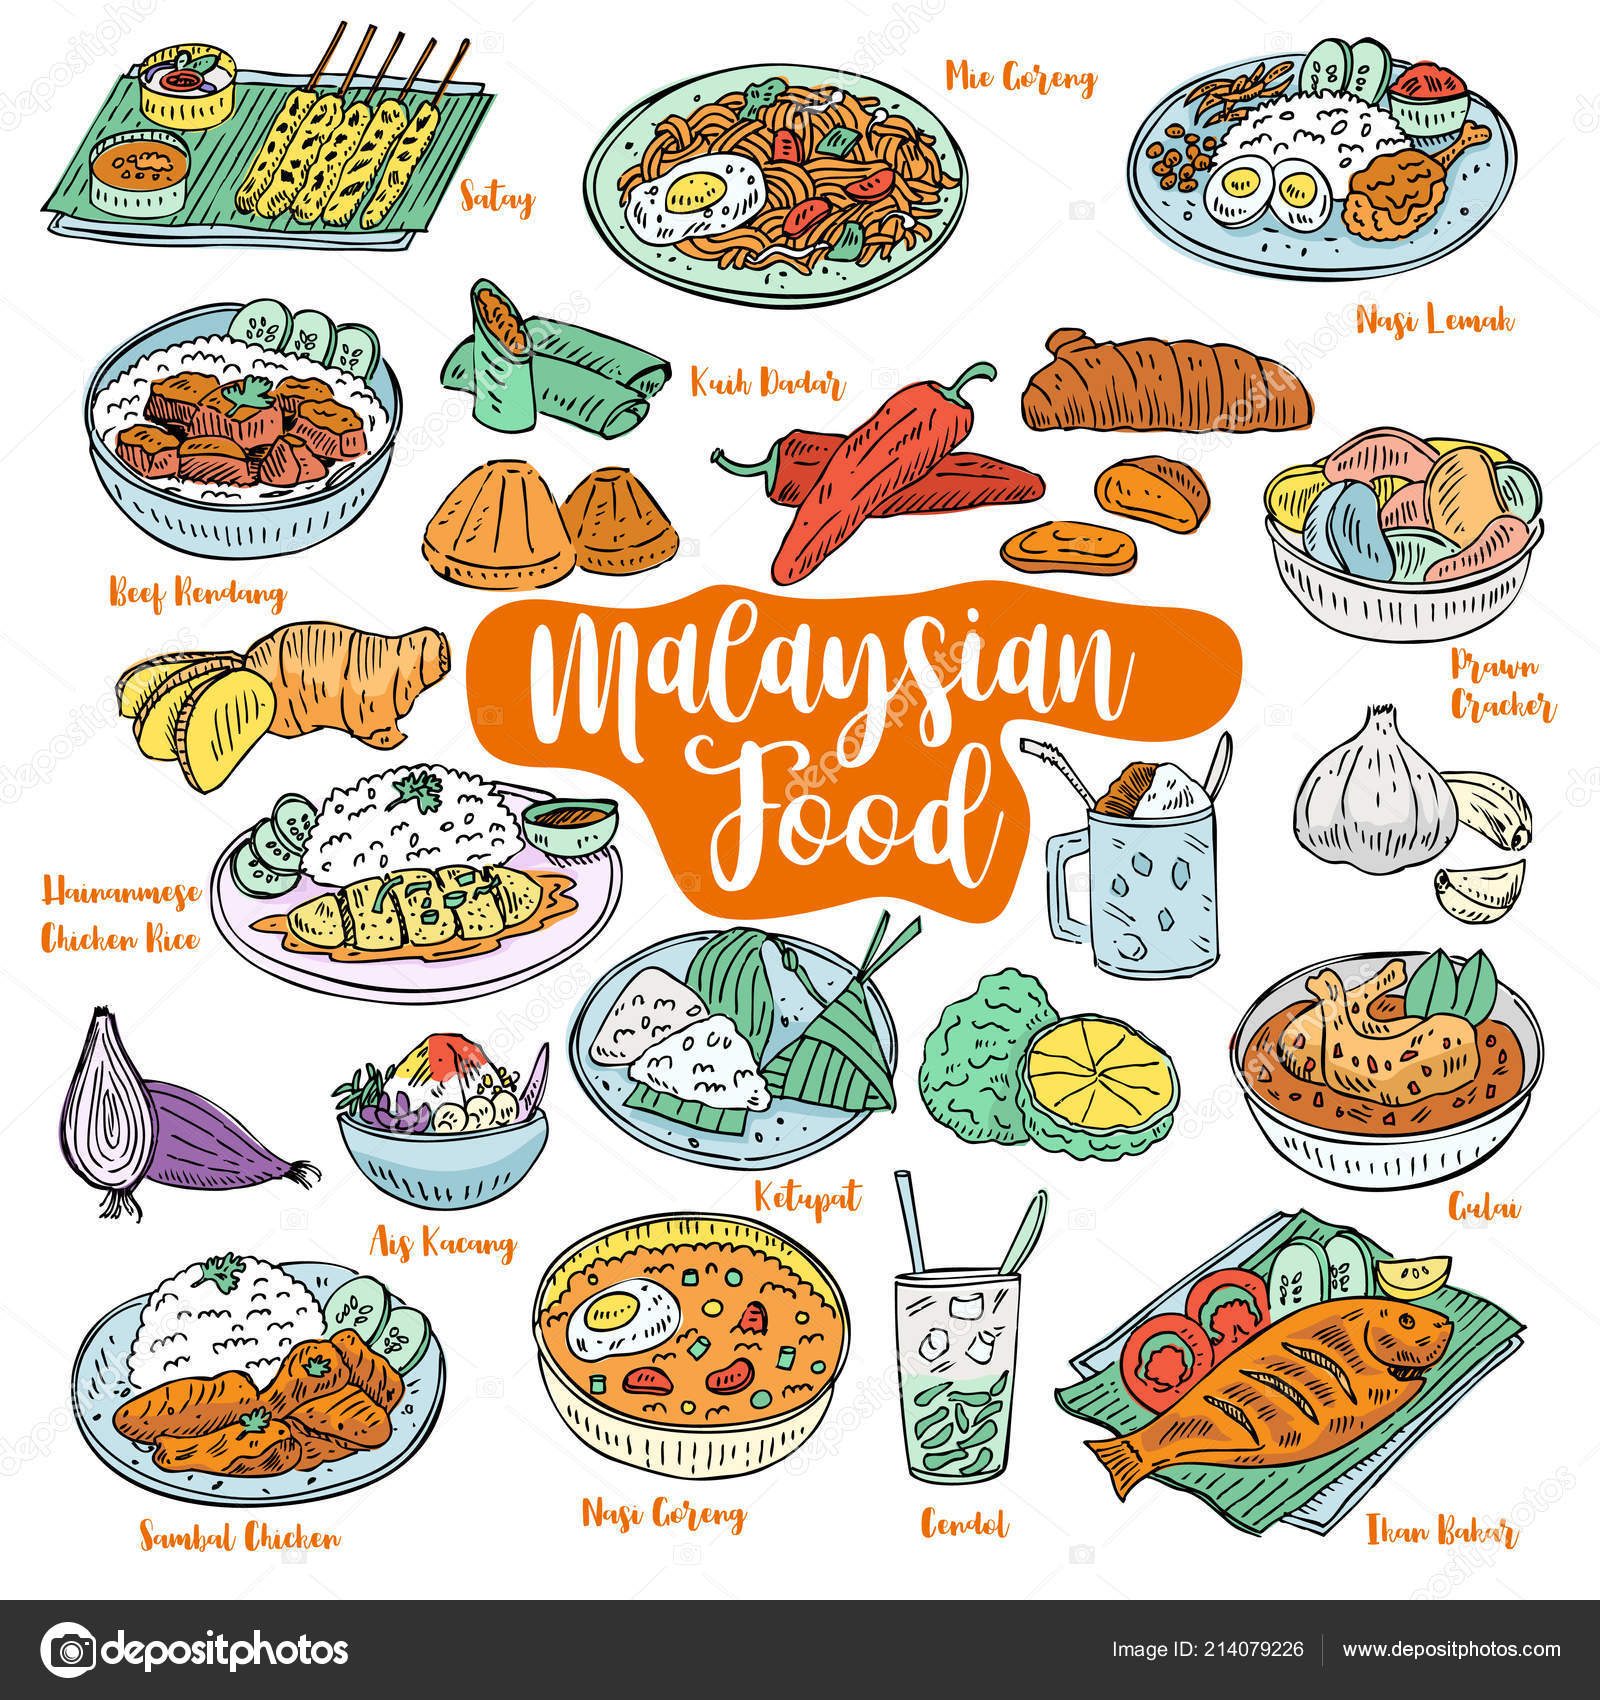 Mie Goreng
Satay
Nasi Lemak
Kuih Dadar
Beef Rendang
Malaysian
Food
Prawn
Cracker
Hainanmese
Chicken Rice
Ketupat
Gulai
Ais Kacang
Nasi Goreng
Cendol
Sambal Chicken
Ikan Bakar
depositphotos
Image ID: 214079226
www.depositphotos.com